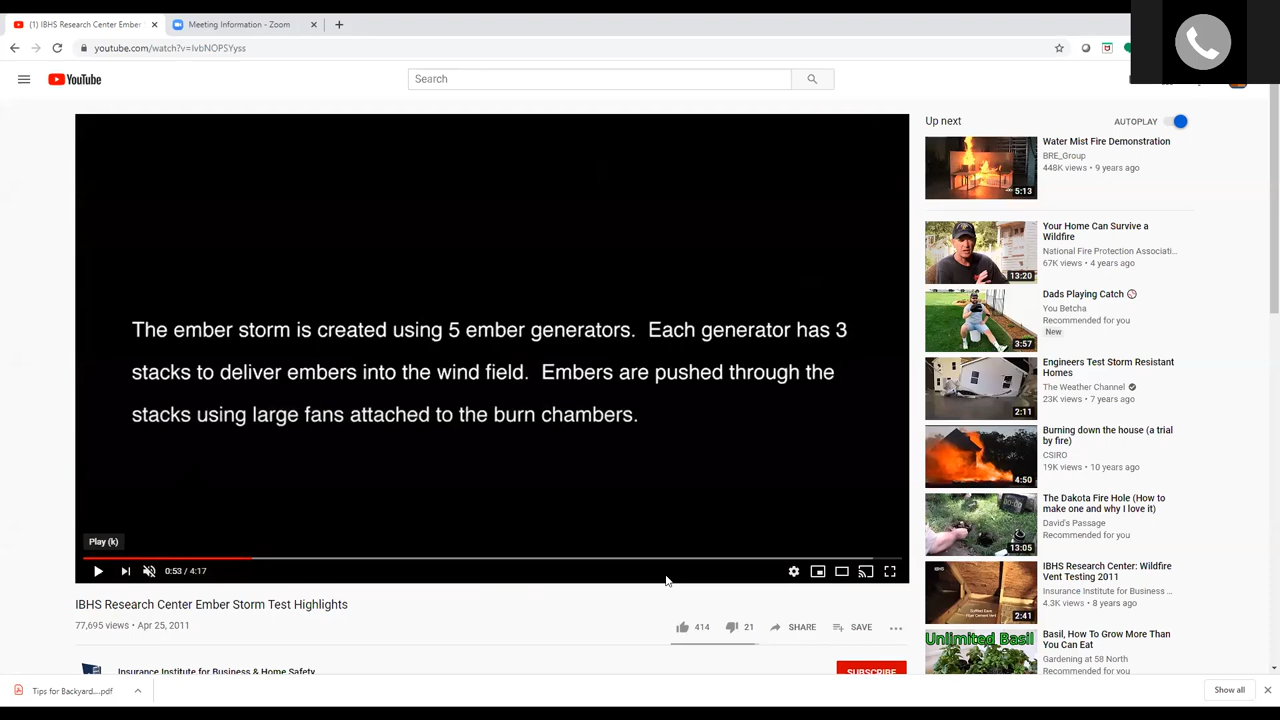 (1) IBHS Research Center Ember
Meeting Information - Zoom
youtube.com/watch?v=IvbNOPSYyss
YouTube
Search
The ember storm is created using 5 ember generators. Each generator has 3
stacks to deliver embers into the wind field. Embers are pushed through the
stacks using large fans attached to the burn chambers.
Play (k)
0:53 / 4:17
IBHS Research Center Ember Storm Test Highlights
77,695 views • Apr 25, 2011
414
21
SHARE
SAVE
Insurance Institute for Business & Home Safety
SUBSCRIBE
Up next
AUTOPLAY
5:13
Water Mist Fire Demonstration
BRE_Group
448K views • 9 years ago
13:20
Your Home Can Survive a
Wildfire
National Fire Protection Associati...
67K views • 4 years ago
3:57
Dads Playing Catch
You Betcha
Recommended for you
New
2:11
Engineers Test Storm Resistant
Homes
The Weather Channel
23K views • 7 years ago
4:50
Burning down the house (a trial
by fire)
CSIRO
19K views • 10 years ago
13:05
The Dakota Fire Hole (How to
make one and why I love it)
David's Passage
Recommended for you
IBHS
2:41
IBHS Research Center: Wildfire
Vent Testing 2011
Insurance Institute for Business ...
4.3K views • 8 years ago
Unlimited Basil
Basil, How To Grow More Than
You Can Eat
Gardening at 58 North
Recommended for you
Tips for Backyard....pdf
Show all